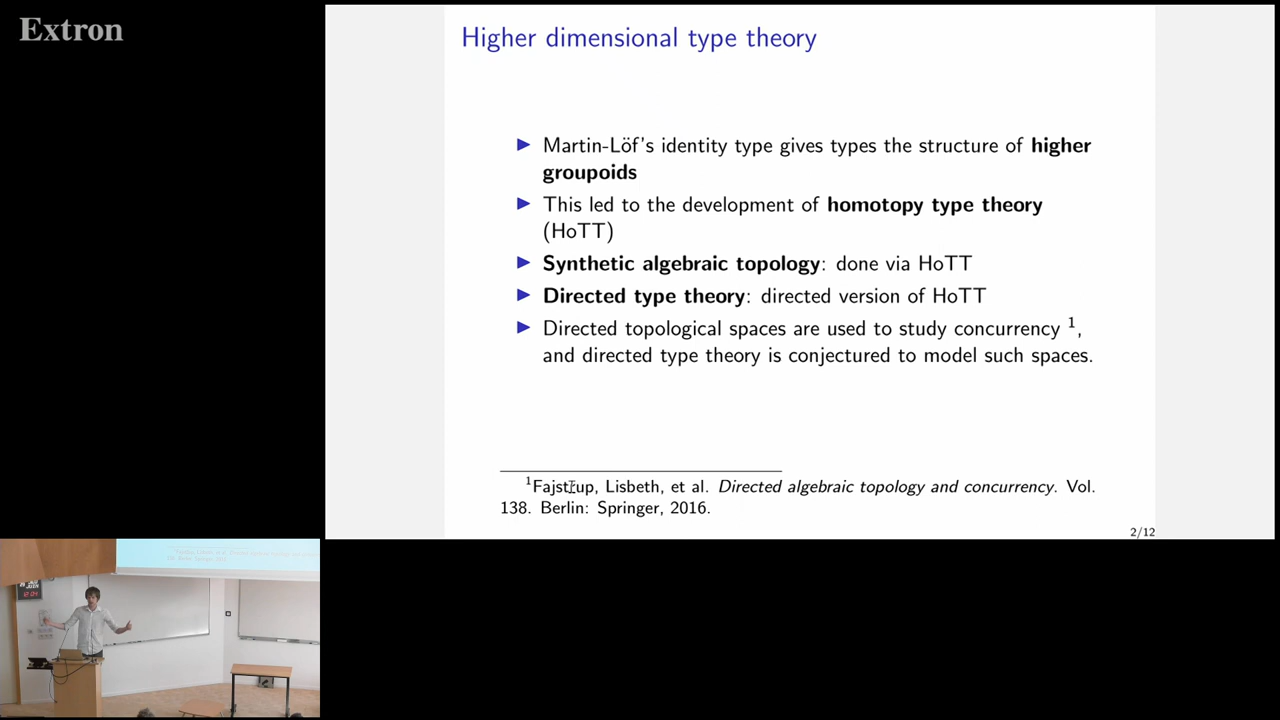 Extron
Higher dimensional type theory
▶ Martin-Löf's identity type gives types the structure of higher
groupoids
▶ This led to the development of homotopy type theory
(HoTT)
▶ Synthetic algebraic topology: done via HoTT
▶ Directed type theory: directed version of HoTT
▶ Directed topological spaces are used to study concurrency 1,
and directed type theory is conjectured to model such spaces.
1Fajstrup, Lisbeth, et al. Directed algebraic topology and concurrency. Vol.
138. Berlin: Springer, 2016.
2/12